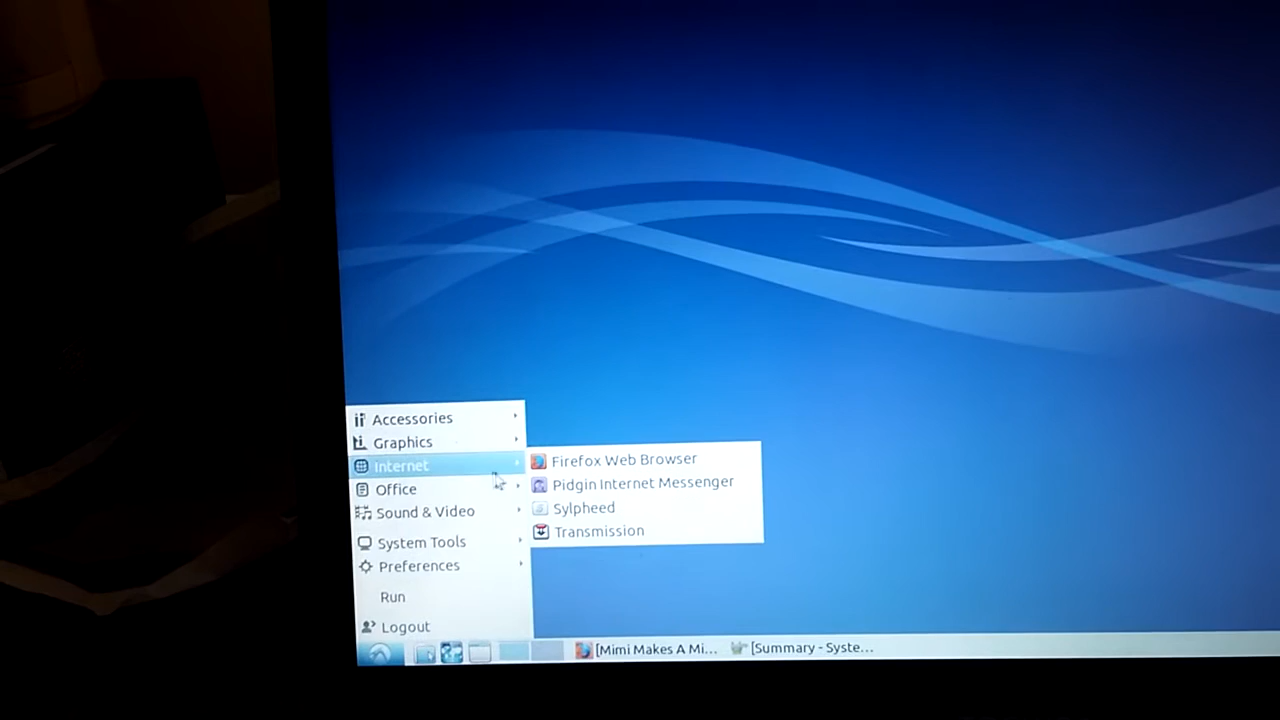 Accessories
Graphics
Internet
Office
Sound & Video
System Tools
Preferences
Run
Logout
Firefox Web Browser
Pidgin Internet Messenger
Sylpheed
Transmission
[Mimi Makes A Mi...
[Summary - Syste...